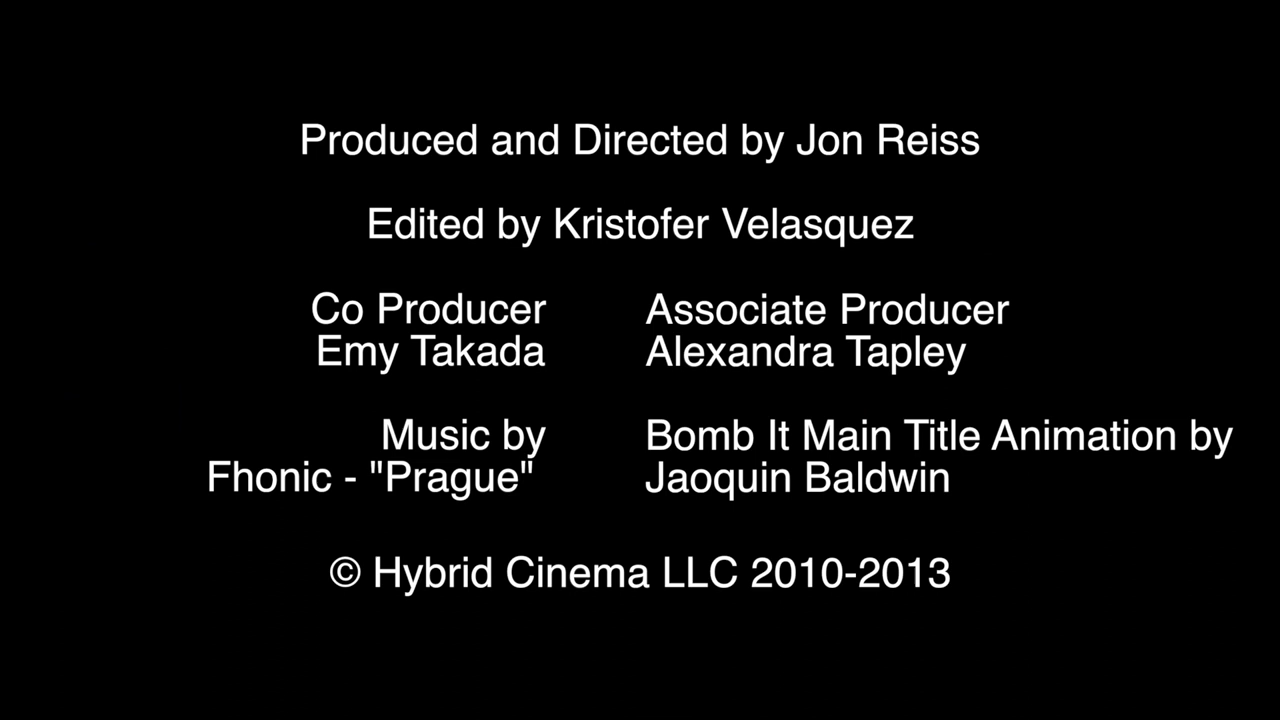 Produced and Directed by Jon Reiss
Edited by Kristofer Velasquez
Co Producer
Emy Takada
Associate Producer
Alexandra Tapley
Music by
Fhonic - "Prague"
Bomb It Main Title Animation by
Jaoquin Baldwin
© Hybrid Cinema LLC 2010-2013